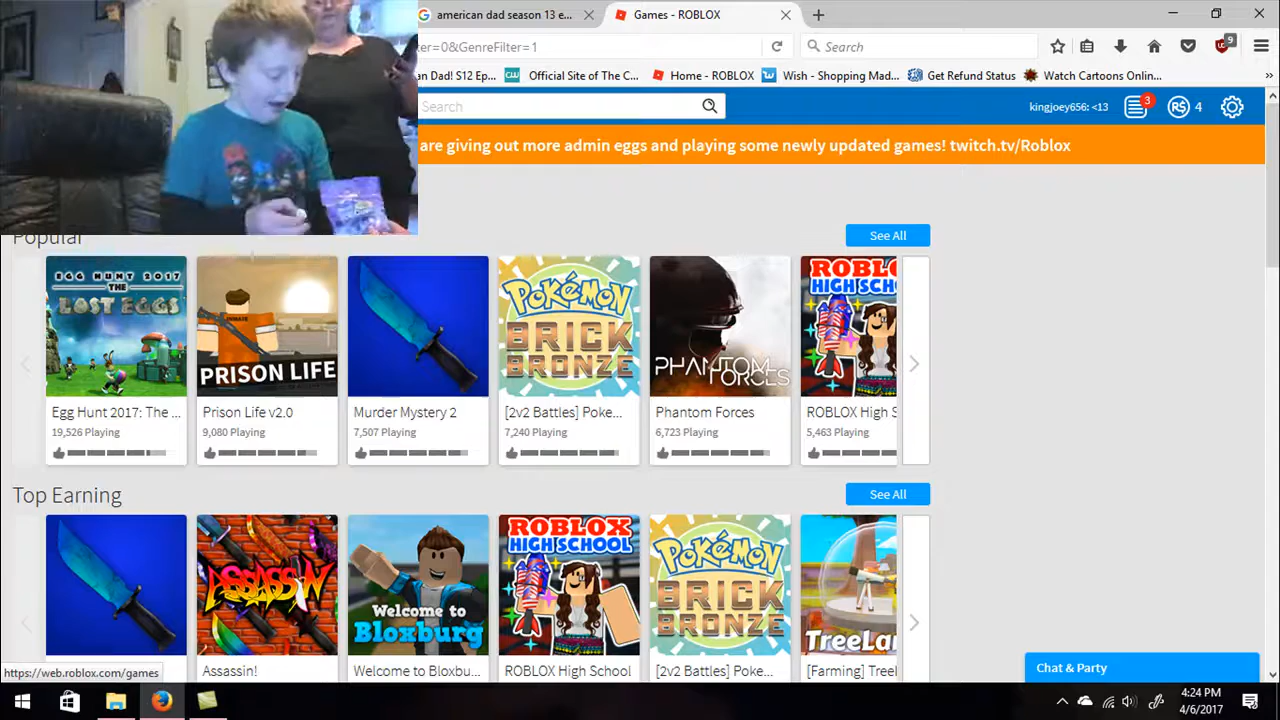 american dad season 13 e...
Games - ROBLOX
ter=0&GenreFilter=1
Search
9
an Dad! S12 Ep...
Official Site of The C...
Home - ROBLOX
Wish - Shopping Mad...
Get Refund Status
Watch Cartoons Onlin...
Search
kingjoey656: <13
3
R$ 4
are giving out more admin eggs and playing some newly updated games! twitch.tv/Roblox
Popular
See All
EGG HUNT 2017
THE
LOST EGGS
PRISON LIFE
POKéMON
BRICK
BRONZE
PHANTOM
FORCES
ROBLOX
HIGH SCH
Egg Hunt 2017: The ...
Prison Life v2.0
Murder Mystery 2
[2v2 Battles] Poke...
Phantom Forces
ROBLOX High S
19,526 Playing
9,080 Playing
7,507 Playing
7,240 Playing
6,723 Playing
5,463 Playing
Top Earning
See All
ASSASSIN
Welcome to
Bloxburg
ROBLOX
HIGH SCHOOL
POKéMON
BRICK
BRONZE
TreeLan
https://web.roblox.com/games
Assassin!
Welcome to Bloxbu...
ROBLOX High School
[2v2 Battles] Poke...
[Farming] Treel
Chat & Party
4:24 PM
4/6/2017